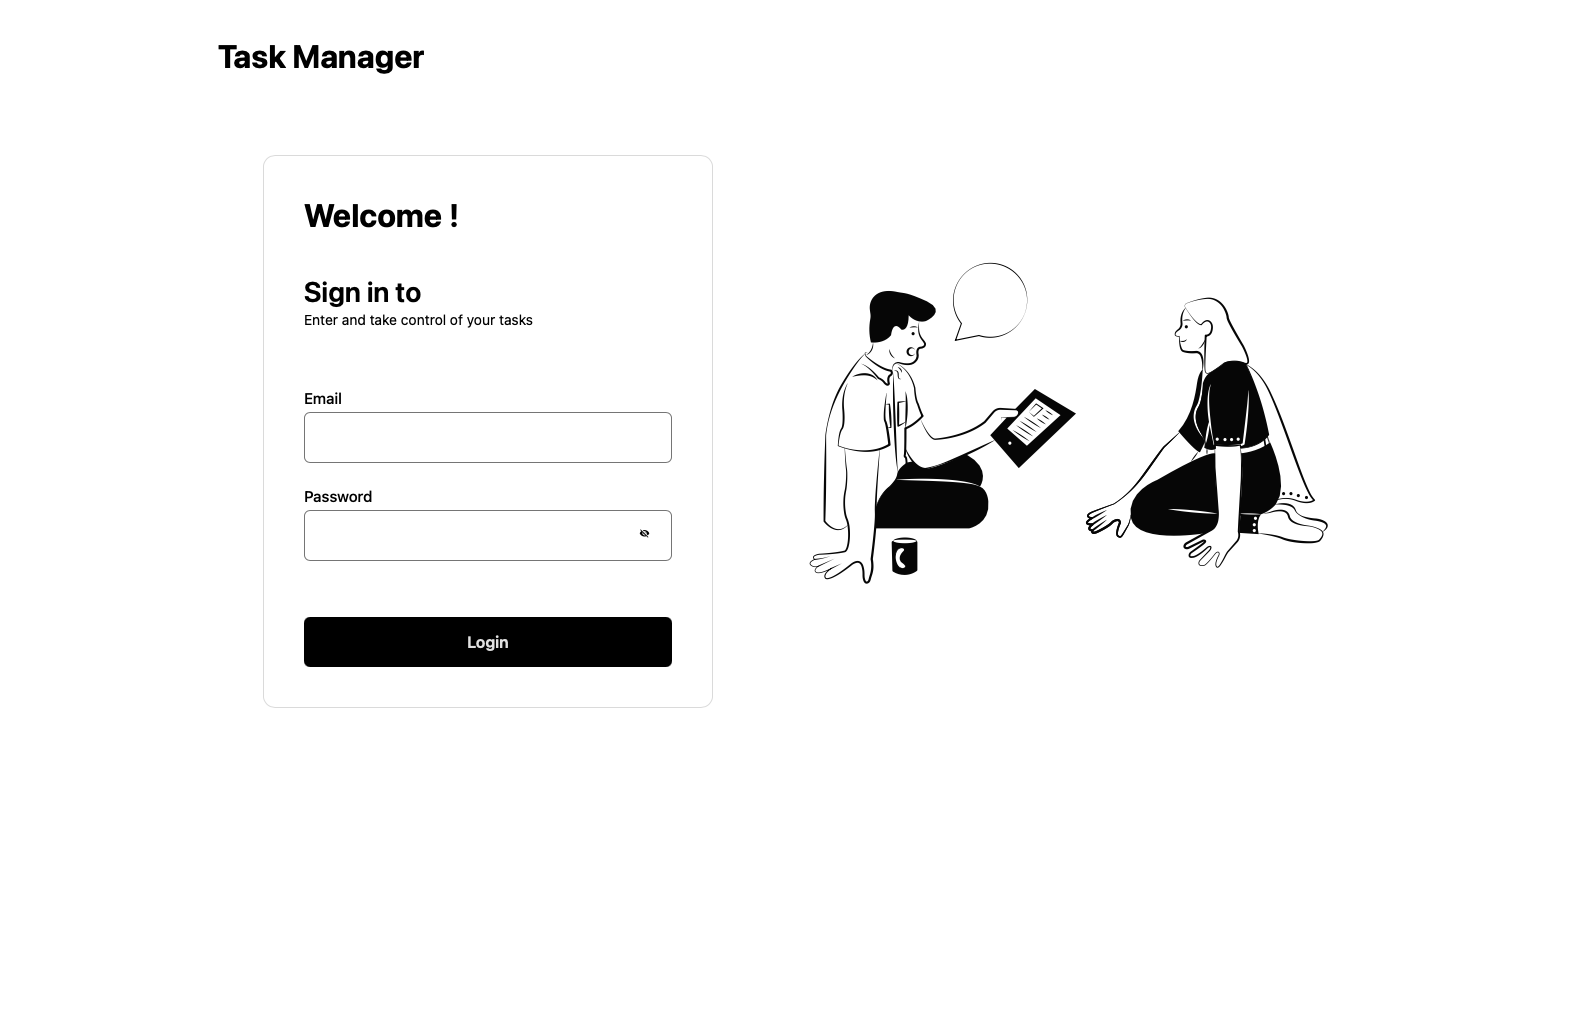 Task Manager
Welcome !
Sign in to
Enter and take control of your tasks
Email
Password
Login